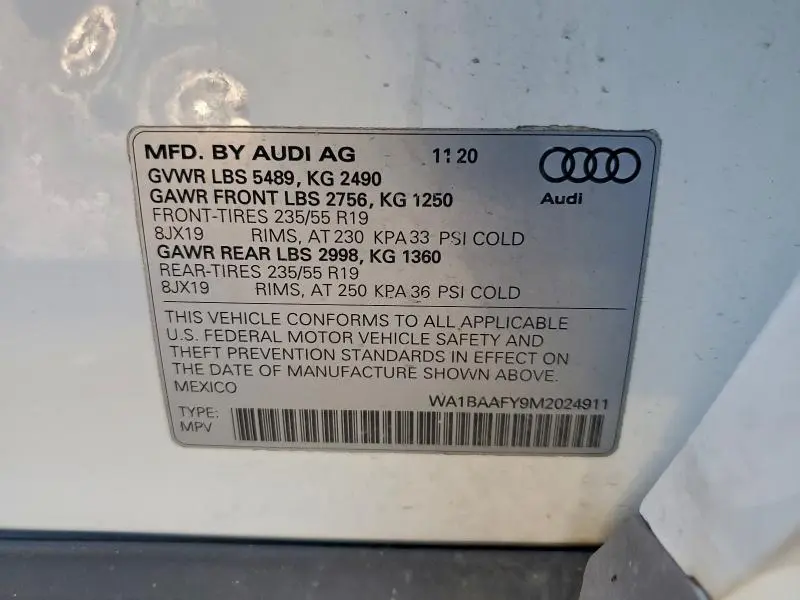 MFD. BY AUDI AG 11 20
GVWR LBS 5489, KG 2490
GAWR FRONT LBS 2756, KG 1250
Audi
FRONT-TIRES 235/55 R19
8JX19 RIMS, AT 230 KPA 33 PSI COLD
GAWR REAR LBS 2998, KG 1360
REAR-TIRES 235/55 R19
8JX19 RIMS, AT 250 KPA 36 PSI COLD
THIS VEHICLE CONFORMS TO ALL APPLICABLE
U.S. FEDERAL MOTOR VEHICLE SAFETY AND
THEFT PREVENTION STANDARDS IN EFFECT ON
THE DATE OF MANUFACTURE SHOWN ABOVE.
MEXICO
WA1BAAFY9M2024911
TYPE:
MPV